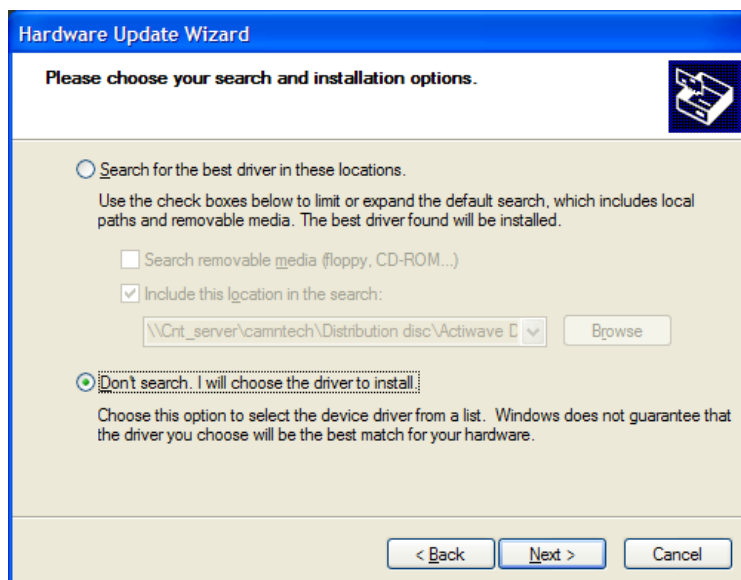 Hardware Update Wizard
Please choose your search and installation options.
Search for the best driver in these locations.
Use the check boxes below to limit or expand the default search, which includes local
paths and removable media. The best driver found will be installed.
Search removable media (floppy, CD-ROM...)
Include this location in the search:
\\Cnt_server\camntech\Distribution disc\Actiwave D
Browse
Don't search. I will choose the driver to install.
Choose this option to select the device driver from a list. Windows does not guarantee that
the driver you choose will be the best match for your hardware.
< Back Next > Cancel